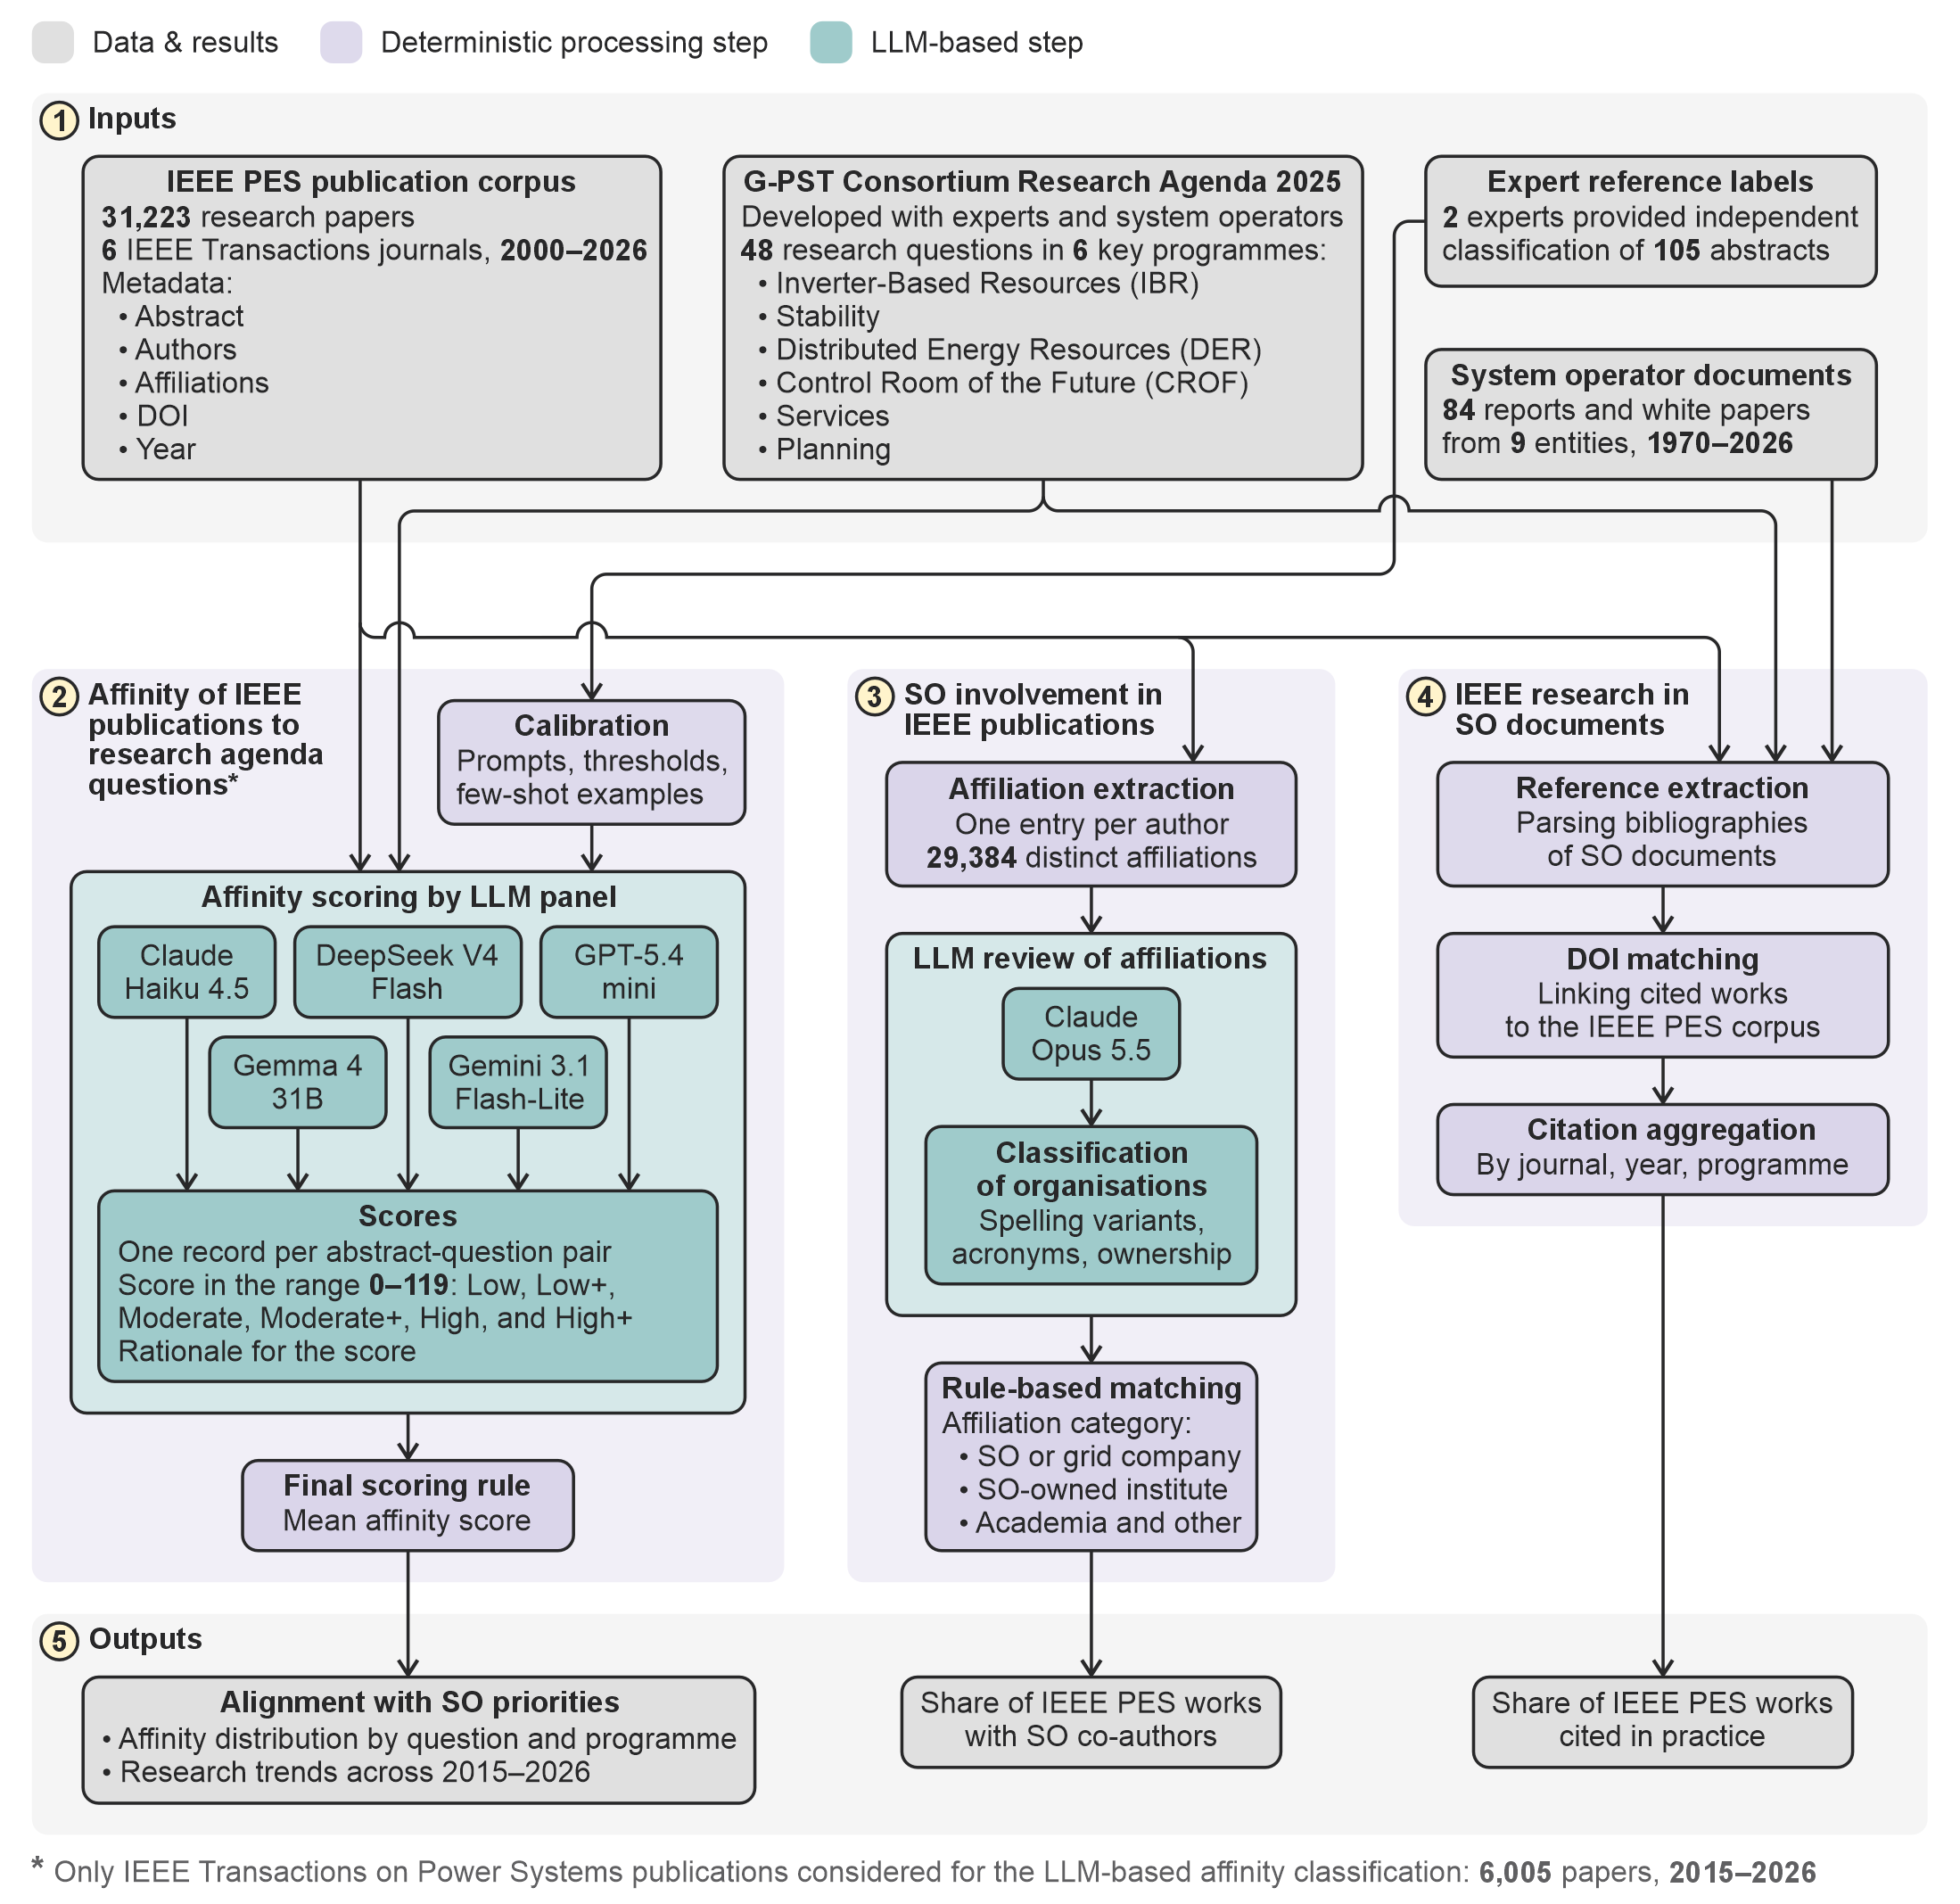 Data & results
Deterministic processing step
LLM-based step
1 Inputs
IEEE PES publication corpus
31,223 research papers
6 IEEE Transactions journals, 2000–2026
Metadata:
• Abstract
• Authors
• Affiliations
• DOI
• Year
G-PST Consortium Research Agenda 2025
Developed with experts and system operators
48 research questions in 6 key programmes:
• Inverter-Based Resources (IBR)
• Stability
• Distributed Energy Resources (DER)
• Control Room of the Future (CROF)
• Services
• Planning
Expert reference labels
2 experts provided independent
classification of 105 abstracts
System operator documents
84 reports and white papers
from 9 entities, 1970–2026
2 Affinity of IEEE
publications to
research agenda
questions*
Calibration
Prompts, thresholds,
few-shot examples
Affinity scoring by LLM panel
Claude
Haiku 4.5
DeepSeek V4
Flash
GPT-5.4
mini
Gemma 4
31B
Gemini 3.1
Flash-Lite
Scores
One record per abstract-question pair
Score in the range 0–119: Low, Low+,
Moderate, Moderate+, High, and High+
Rationale for the score
Final scoring rule
Mean affinity score
3 SO involvement in
IEEE publications
Affiliation extraction
One entry per author
29,384 distinct affiliations
LLM review of affiliations
Claude
Opus 5.5
Classification
of organisations
Spelling variants,
acronyms, ownership
Rule-based matching
Affiliation category:
• SO or grid company
• SO-owned institute
• Academia and other
4 IEEE research in
SO documents
Reference extraction
Parsing bibliographies
of SO documents
DOI matching
Linking cited works
to the IEEE PES corpus
Citation aggregation
By journal, year, programme
5 Outputs
Alignment with SO priorities
• Affinity distribution by question and programme
• Research trends across 2015–2026
Share of IEEE PES works
with SO co-authors
Share of IEEE PES works
cited in practice
* Only IEEE Transactions on Power Systems publications considered for the LLM-based affinity classification: 6,005 papers, 2015–2026